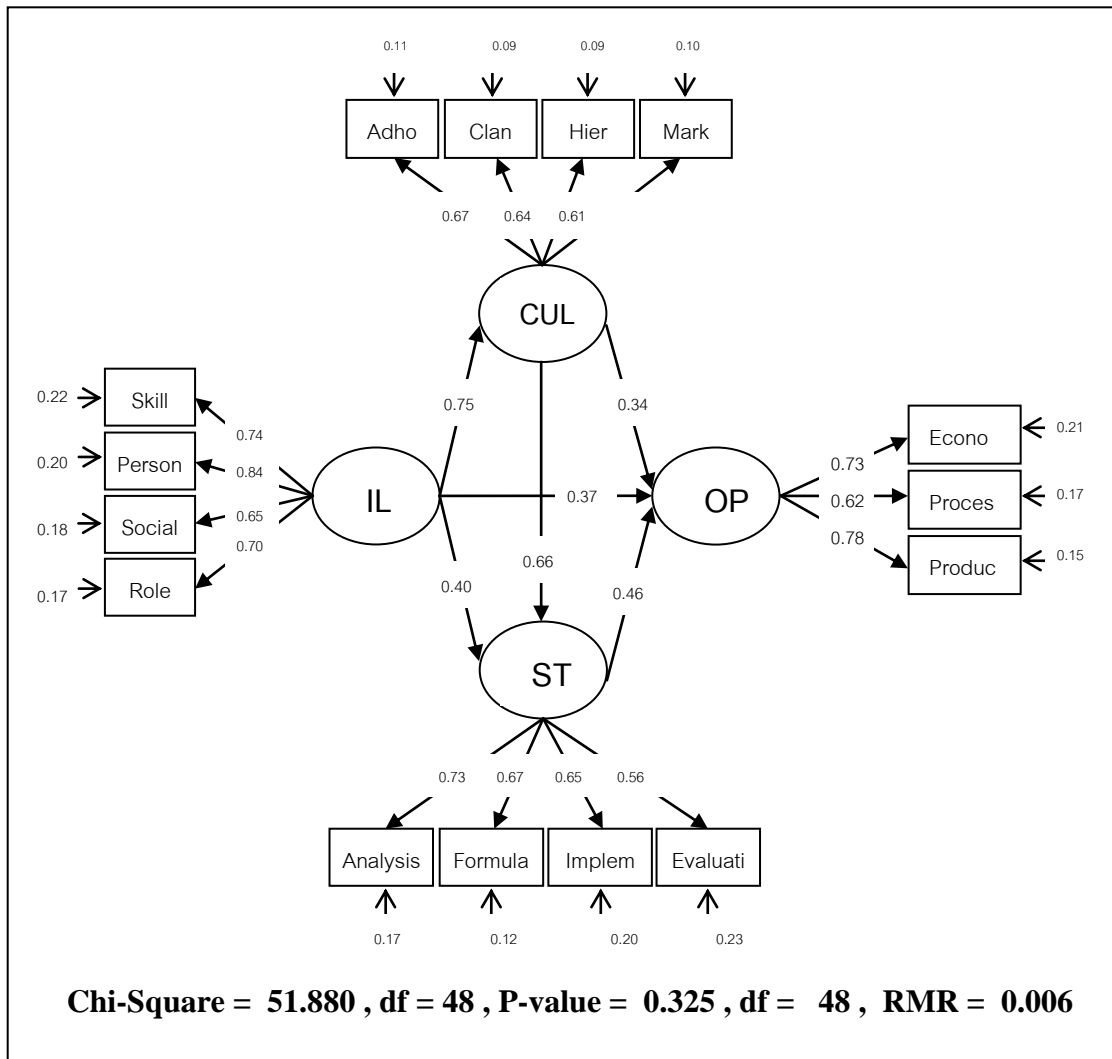 0.11 0.09 0.09 0.10
Adho Clan Hier Mark
0.67 0.64 0.61
CUL
0.22 Skill
0.74
0.20 Person
0.84
0.18 Social
0.65
0.17 Role
0.70
IL
0.75
0.34
0.37
OP
0.66
0.40
0.46
0.73
0.62
0.78
Econo 0.21
Proces 0.17
Produc 0.15
ST
0.73 0.67 0.65 0.56
Analysis Formula Implem Evaluati
0.17 0.12 0.20 0.23
Chi-Square = 51.880 , df = 48 , P-value = 0.325 , df = 48 , RMR = 0.006